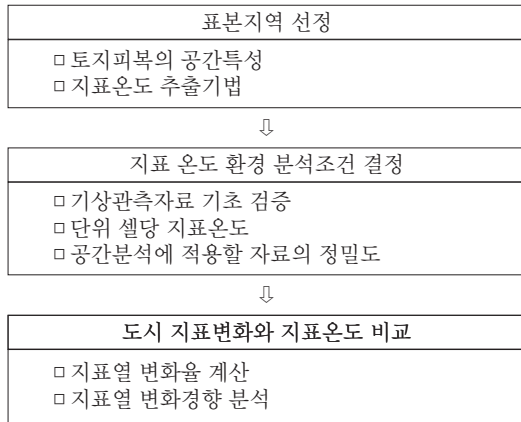 표본지역 선정
□ 토지피복의 공간특성
□ 지표온도 추출기법
⇩
지표 온도 환경 분석조건 결정
□ 기상관측자료 기초 검증
□ 단위 셀당 지표온도
□ 공간분석에 적용할 자료의 정밀도
⇩
도시 지표변화와 지표온도 비교
□ 지표열 변화율 계산
□ 지표열 변화경향 분석